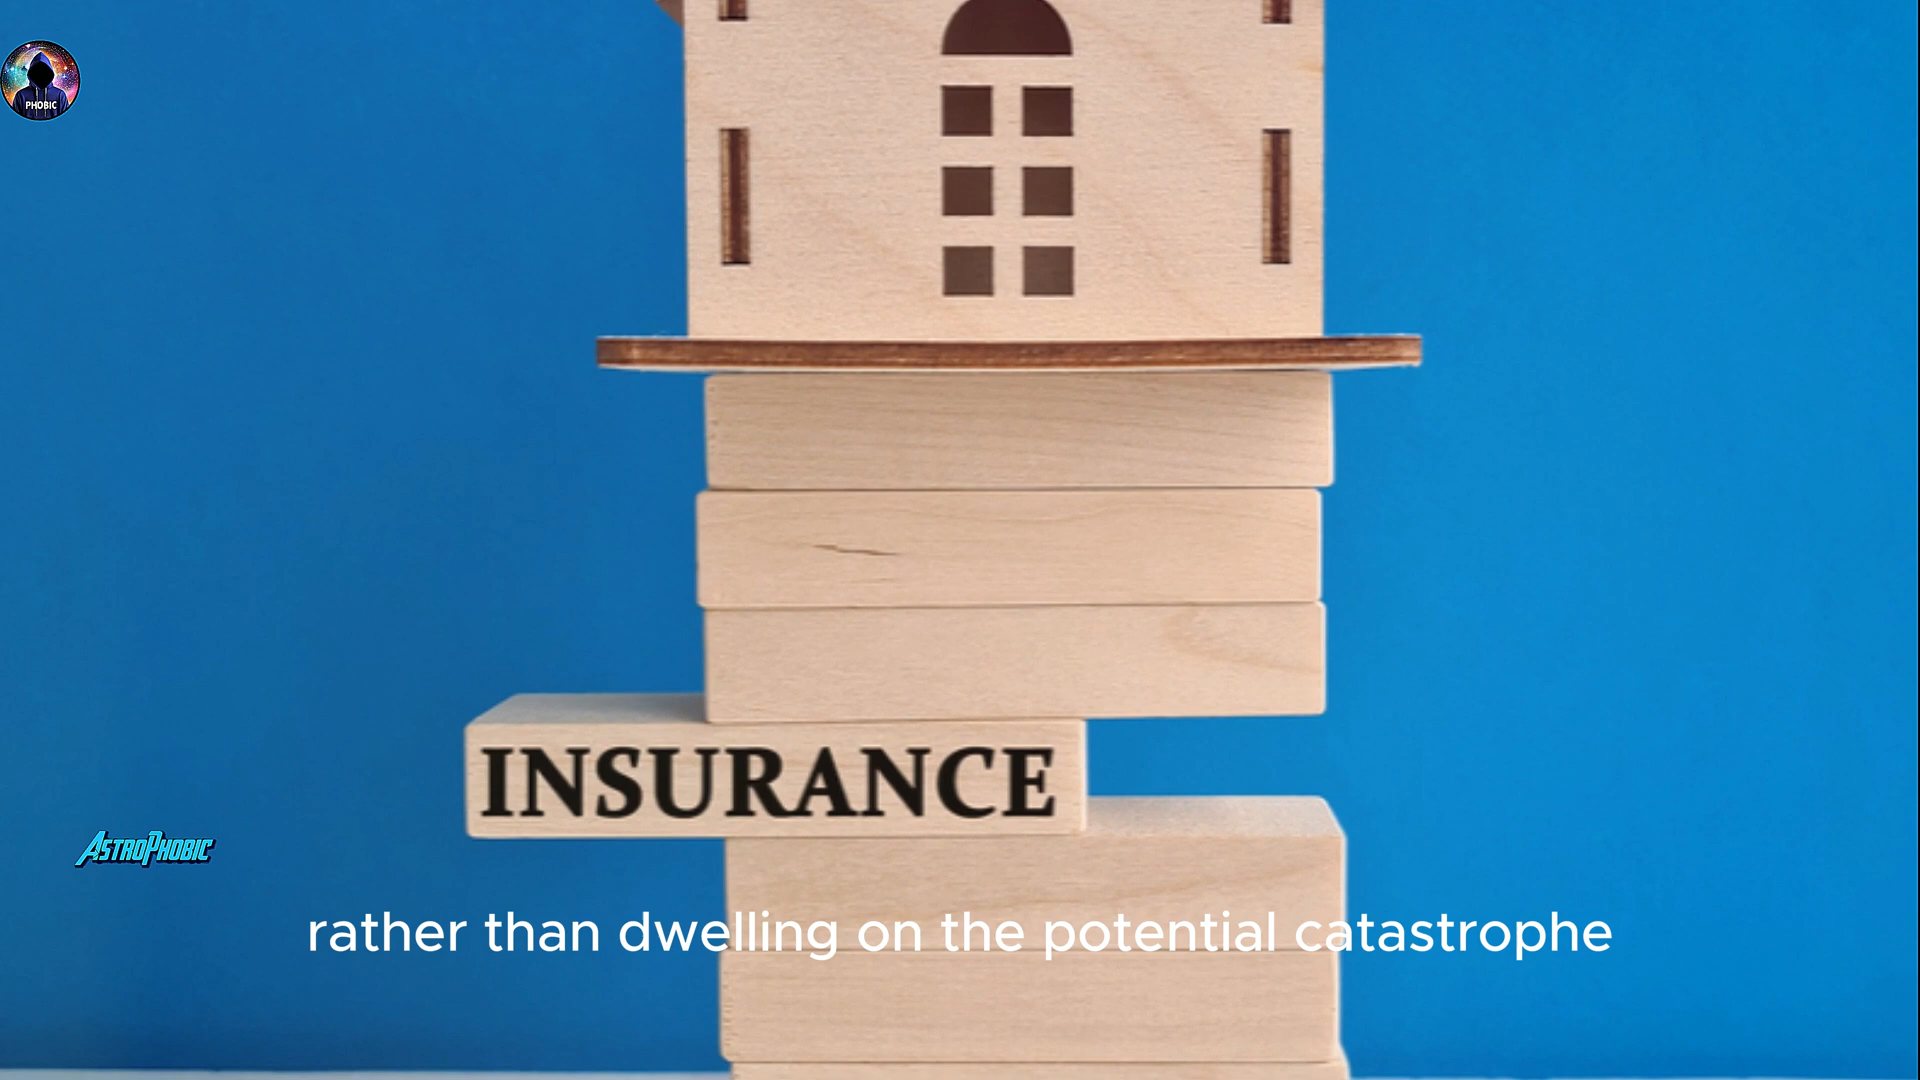 PHOBIC
INSURANCE
ASTROPHOBIC
rather than dwelling on the potential catastrophe